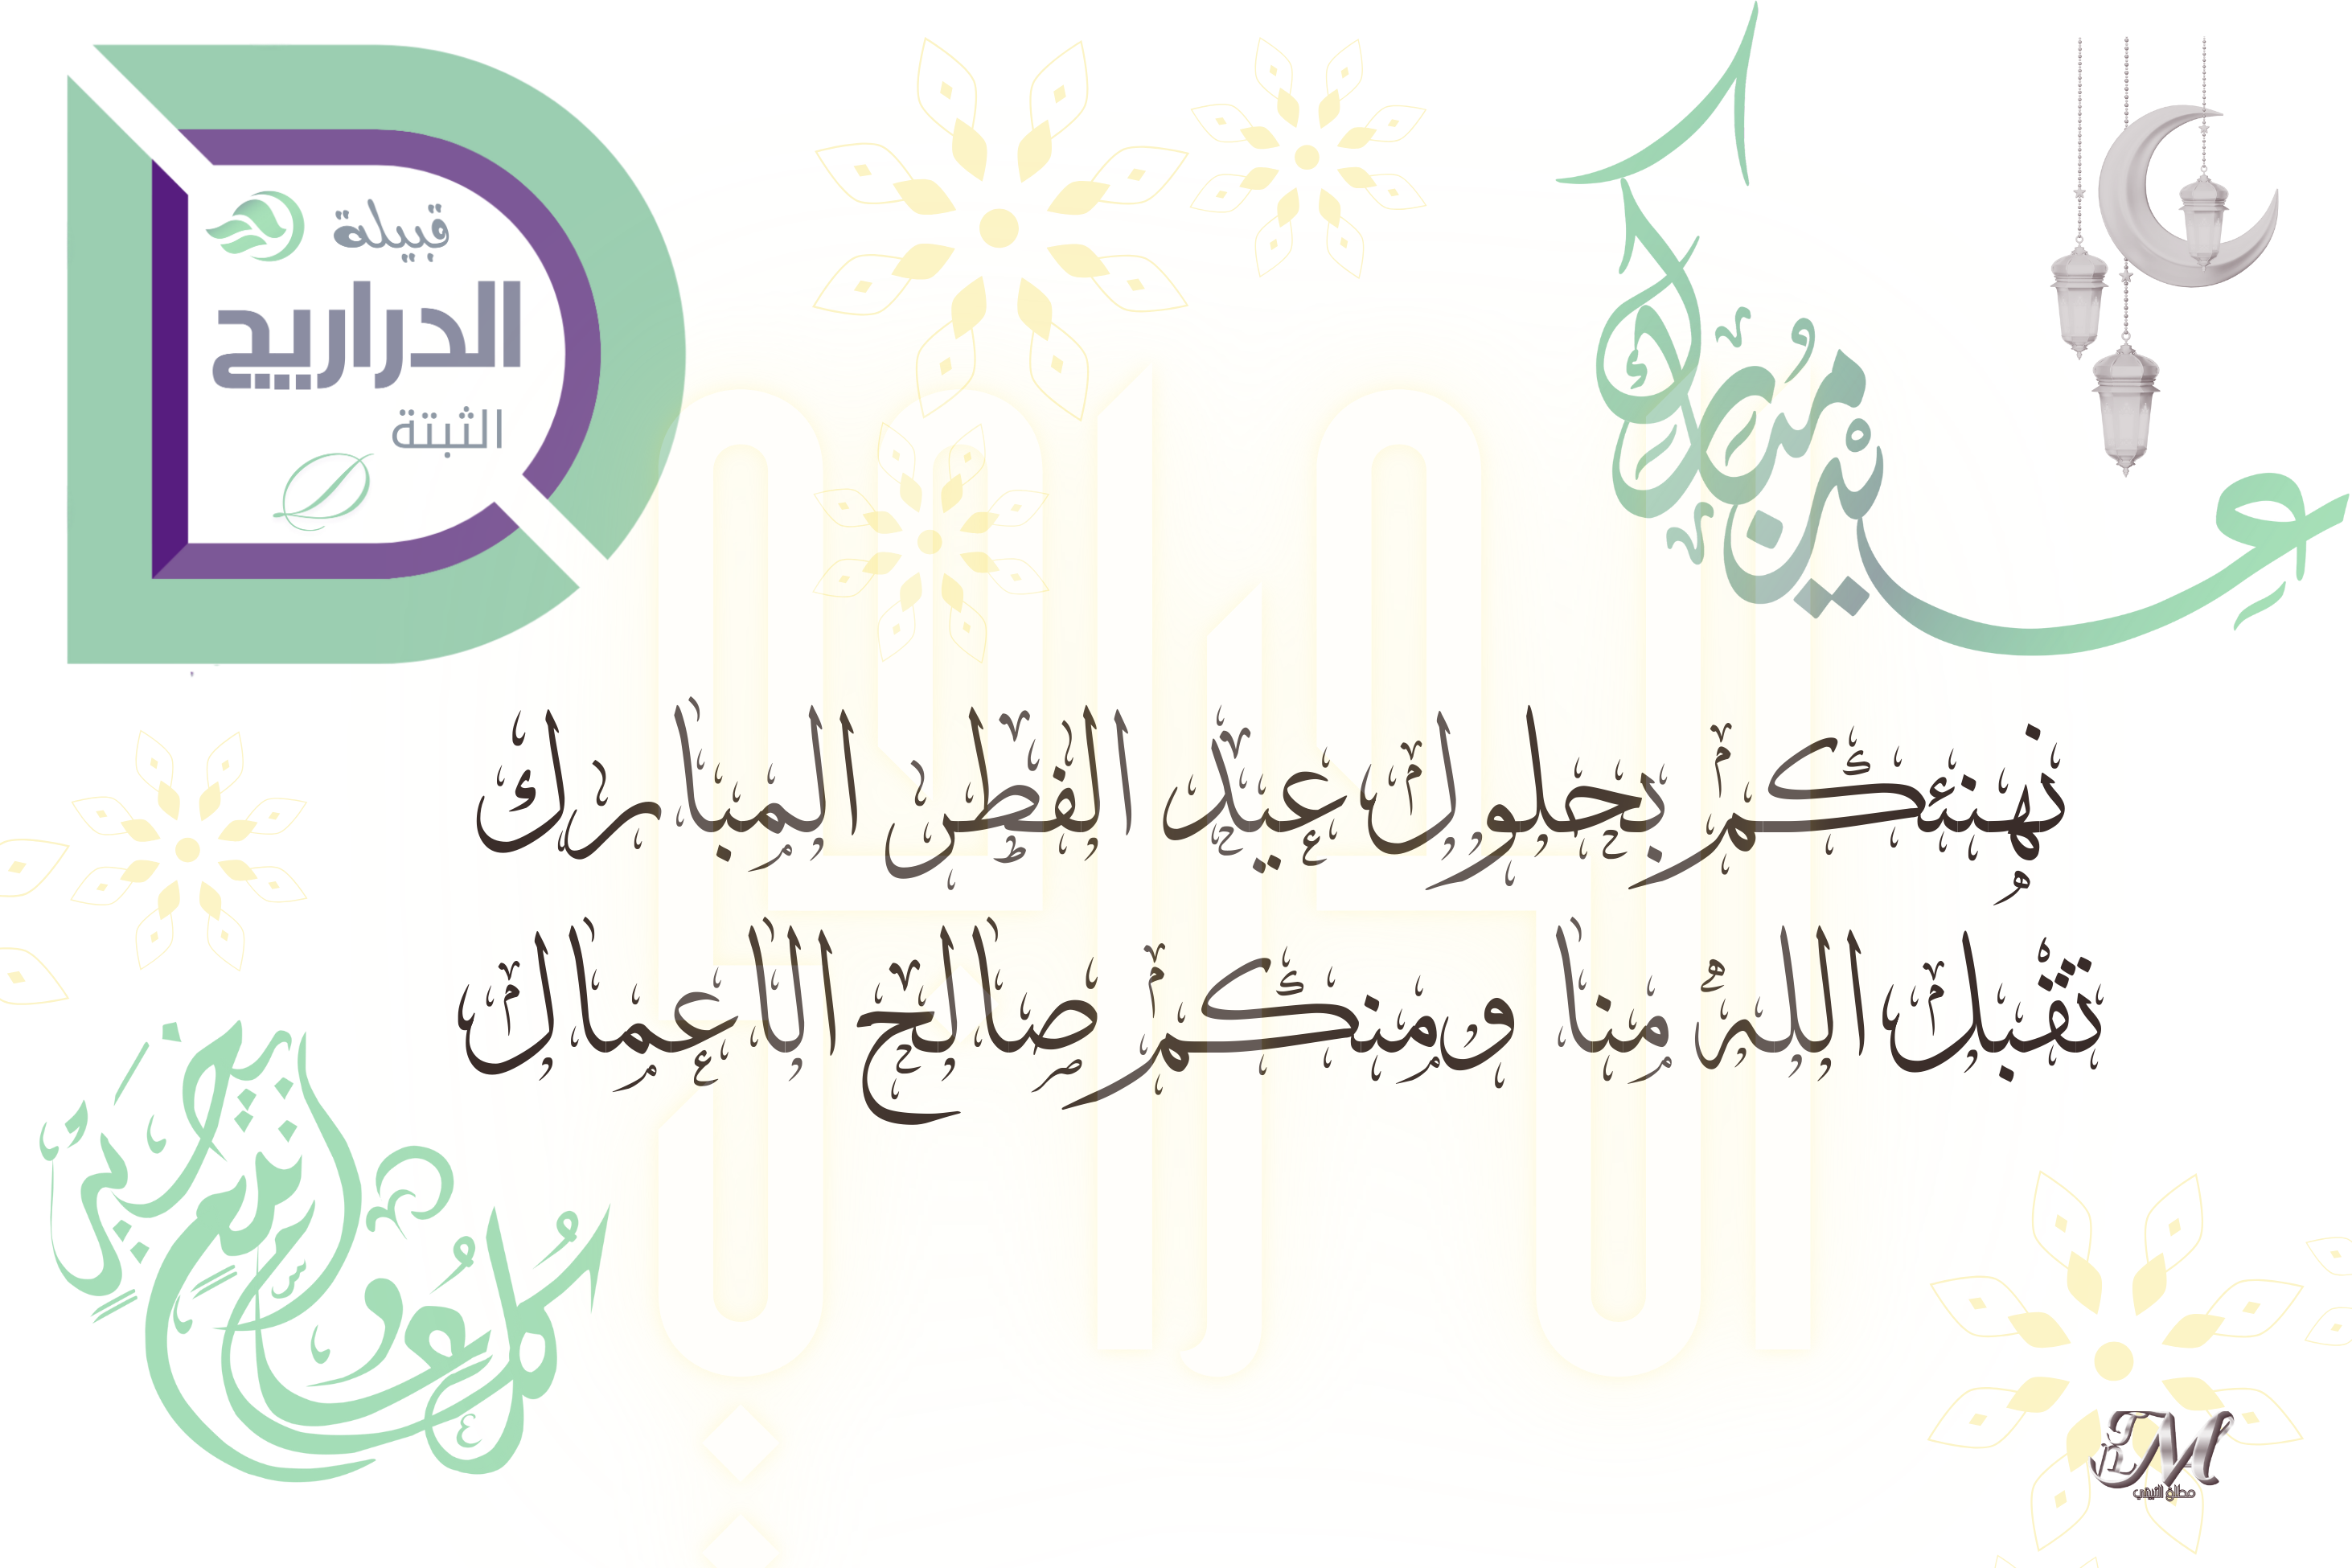 قبيلة
الدراريح
الثبتة
عيد مبارك
نهنئكم بحلول عيد الفطر المبارك
تقبل الله منا ومنكم صالح الأعمال
كل عام وأنتم بخير